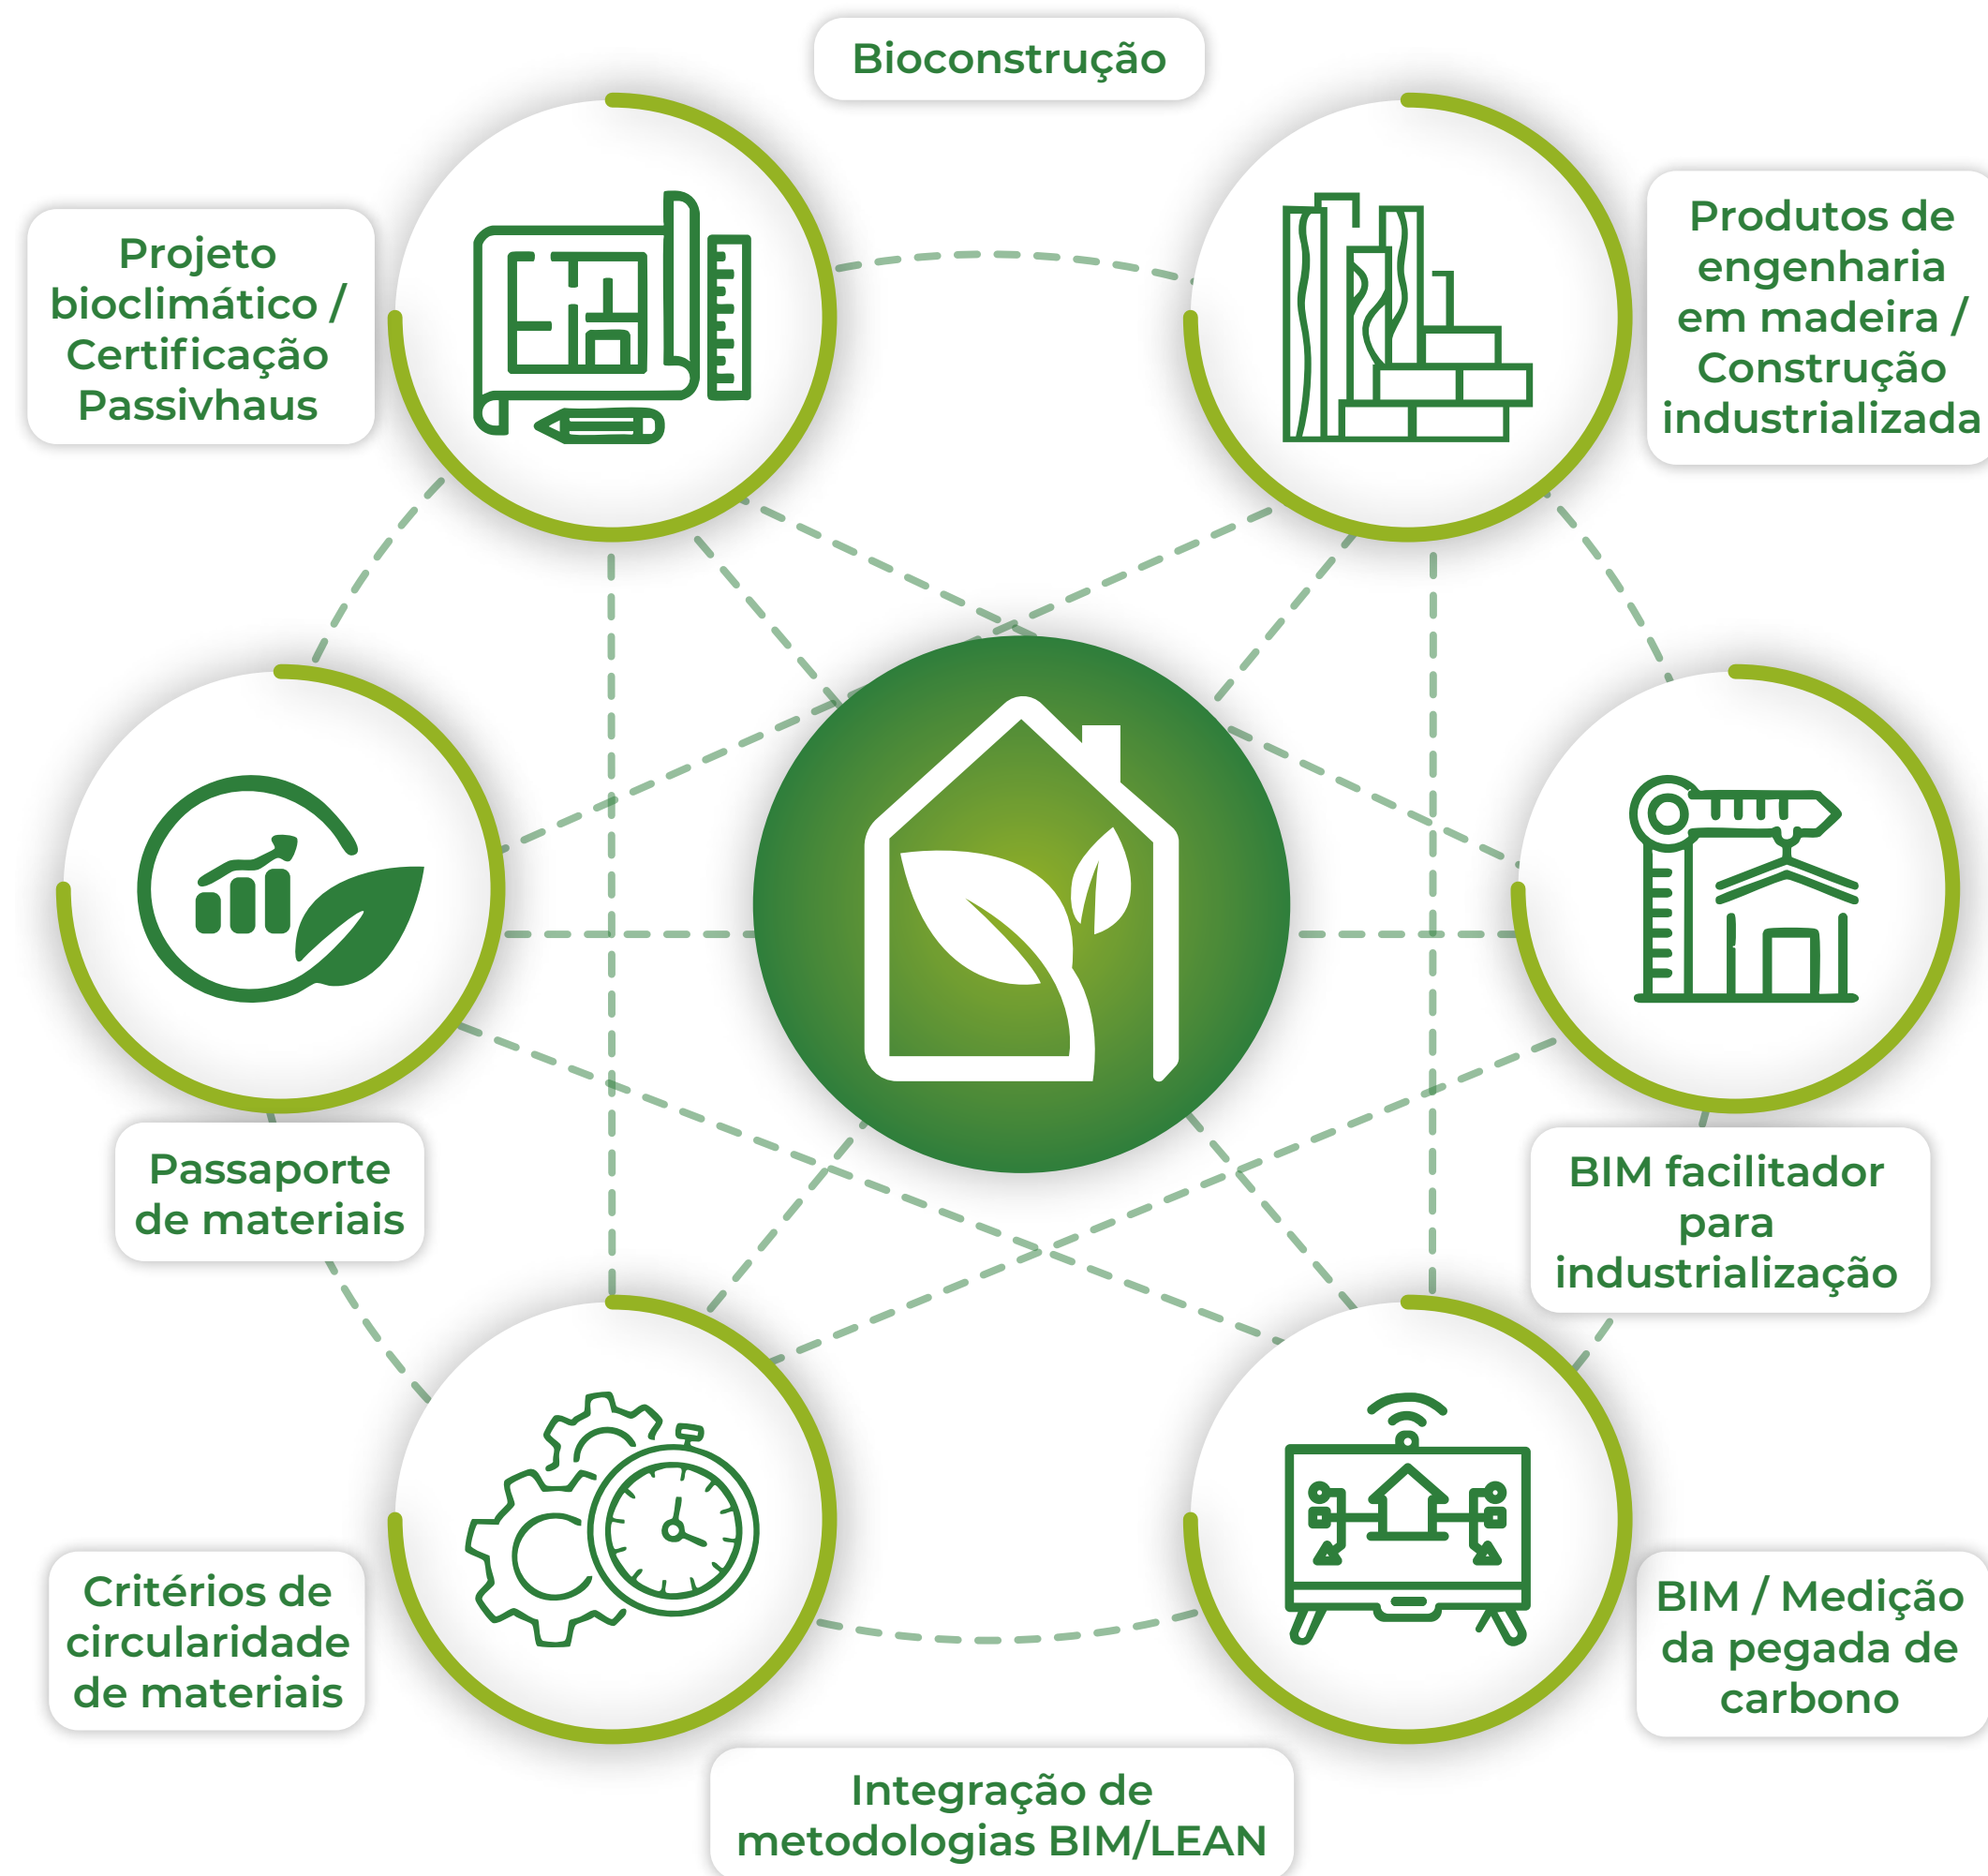 Bioconstrução
Projeto
bioclimático /
Certificação
Passivhaus
Produtos de
engenharia
em madeira /
Construção
industrializada
Passaporte
de materiais
BIM facilitador
para
industrialização
Critérios de
circularidade
de materiais
BIM / Medição
da pegada de
carbono
Integração de
metodologias BIM/LEAN